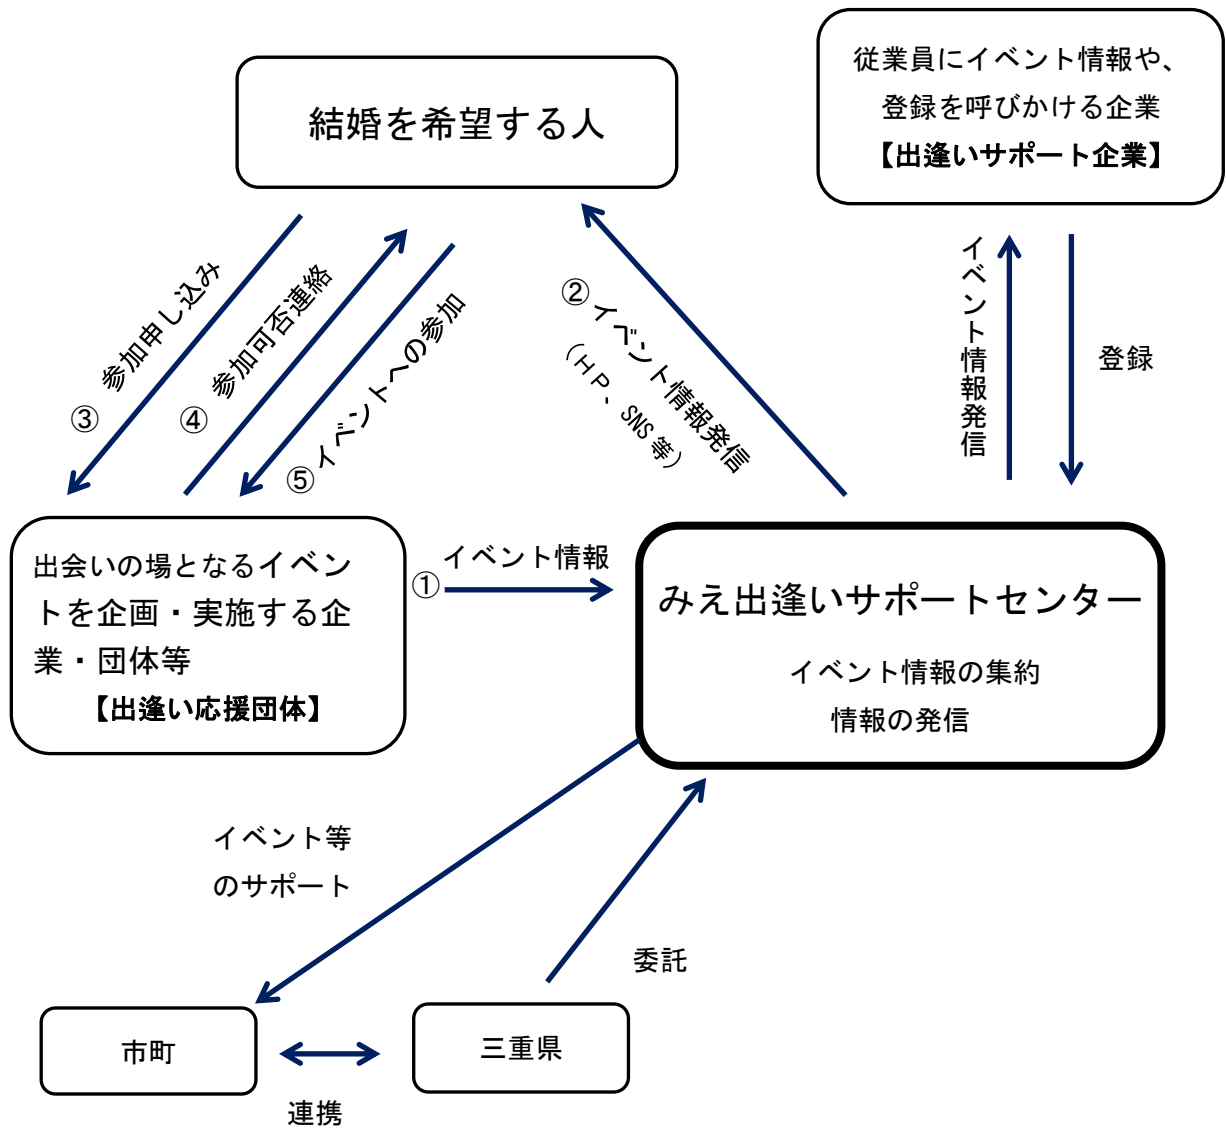 結婚を希望する人
従業員にイベント情報や、
登録を呼びかける企業
【出逢いサポート企業】
③ 参加申し込み
④ 参加可否連絡
⑤ イベントへの参加
② イベント情報発信
（ＨＰ、SNS 等）
イベント情報発信
登録
出会いの場となるイベン
トを企画・実施する企
業・団体等
【出逢い応援団体】
イベント情報
①
みえ出逢いサポートセンター
イベント情報の集約
情報の発信
イベント等
のサポート
委託
市町
三重県
連携